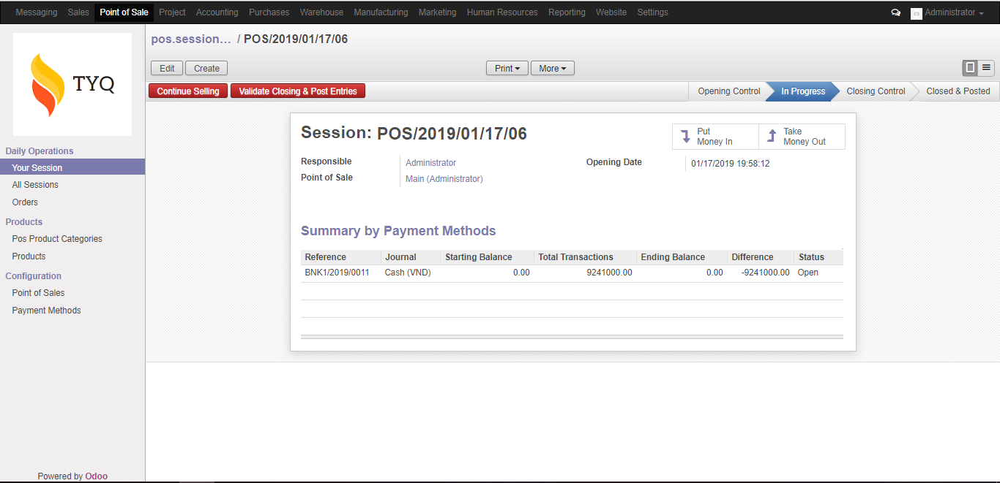 Messaging Sales Point of Sale Project Accounting Purchases Warehouse Manufacturing Marketing Human Resources Reporting Website Settings Administrator
TYQ
pos.session... / POS/2019/01/17/06
Edit Create Print More
Continue Selling Validate Closing & Post Entries Opening Control In Progress Closing Control Closed & Posted
Daily Operations
Your Session
All Sessions
Orders
Products
Pos Product Categories
Products
Configuration
Point of Sales
Payment Methods
Powered by Odoo
Session: POS/2019/01/17/06
Put
Money In
Take
Money Out
Responsible Administrator
Point of Sale Main (Administrator)
Opening Date 01/17/2019 19:58:12
Summary by Payment Methods
Reference Journal Starting Balance Total Transactions Ending Balance Difference Status
BNK1/2019/0011 Cash (VND) 0.00 9241000.00 0.00 -9241000.00 Open